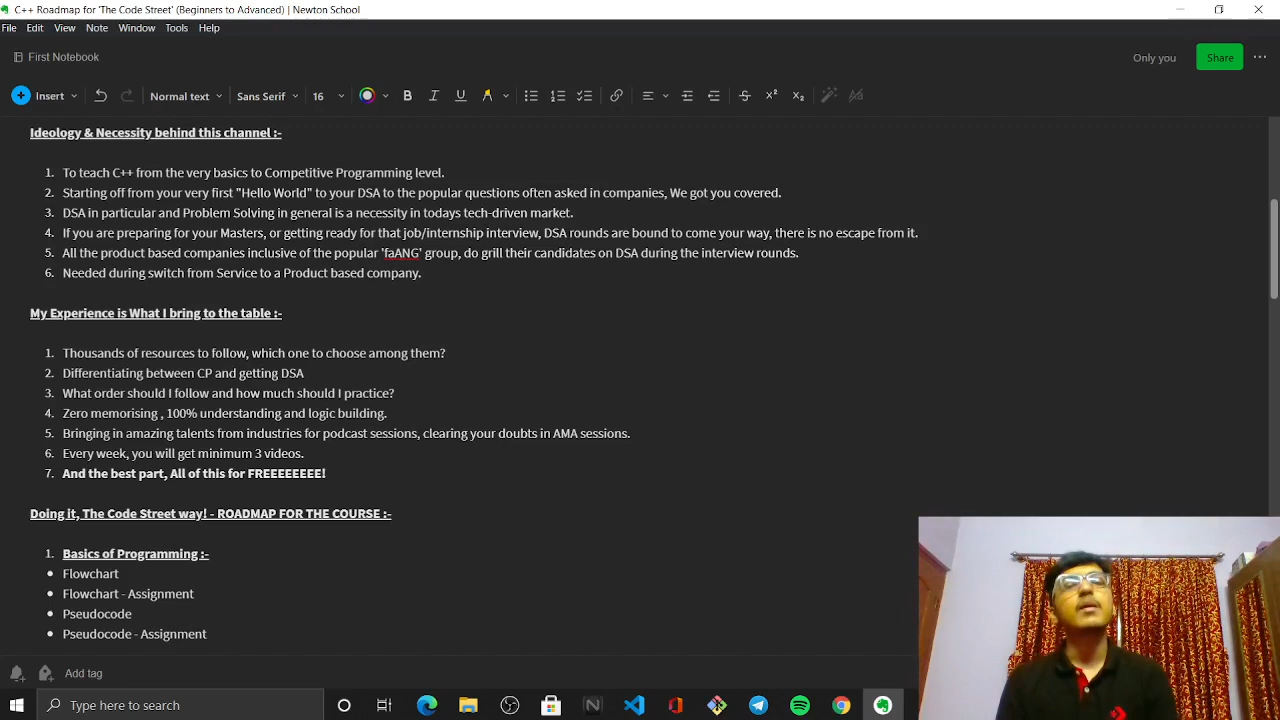 C++ Roadmap for 'The Code Street' (Beginners to Advanced) | Newton School
File Edit View Note Window Tools Help
First Notebook Only you Share
Insert Normal text Sans Serif 16
Ideology & Necessity behind this channel :-
1. To teach C++ from the very basics to Competitive Programming level.
2. Starting off from your very first "Hello World" to your DSA to the popular questions often asked in companies, We got you covered.
3. DSA in particular and Problem Solving in general is a necessity in todays tech-driven market.
4. If you are preparing for your Masters, or getting ready for that job/internship interview, DSA rounds are bound to come your way, there is no escape from it.
5. All the product based companies inclusive of the popular 'faANG' group, do grill their candidates on DSA during the interview rounds.
6. Needed during switch from Service to a Product based company.
My Experience is What I bring to the table :-
1. Thousands of resources to follow, which one to choose among them?
2. Differentiating between CP and getting DSA
3. What order should I follow and how much should I practice?
4. Zero memorising , 100% understanding and logic building.
5. Bringing in amazing talents from industries for podcast sessions, clearing your doubts in AMA sessions.
6. Every week, you will get minimum 3 videos.
7. And the best part, All of this for FREEEEEEEE!
Doing it, The Code Street way! - ROADMAP FOR THE COURSE :-
1. Basics of Programming :-
• Flowchart
• Flowchart - Assignment
• Pseudocode
• Pseudocode - Assignment
Add tag
Type here to search